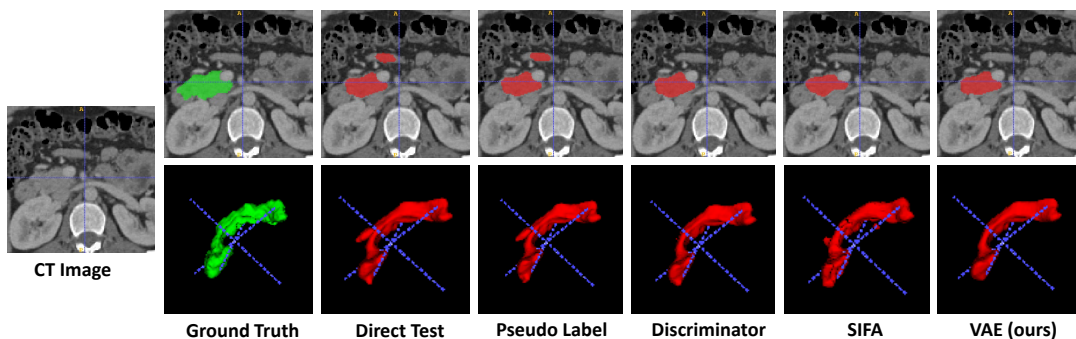 CT Image
Ground Truth
Direct Test
Pseudo Label
Discriminator
SIFA
VAE (ours)